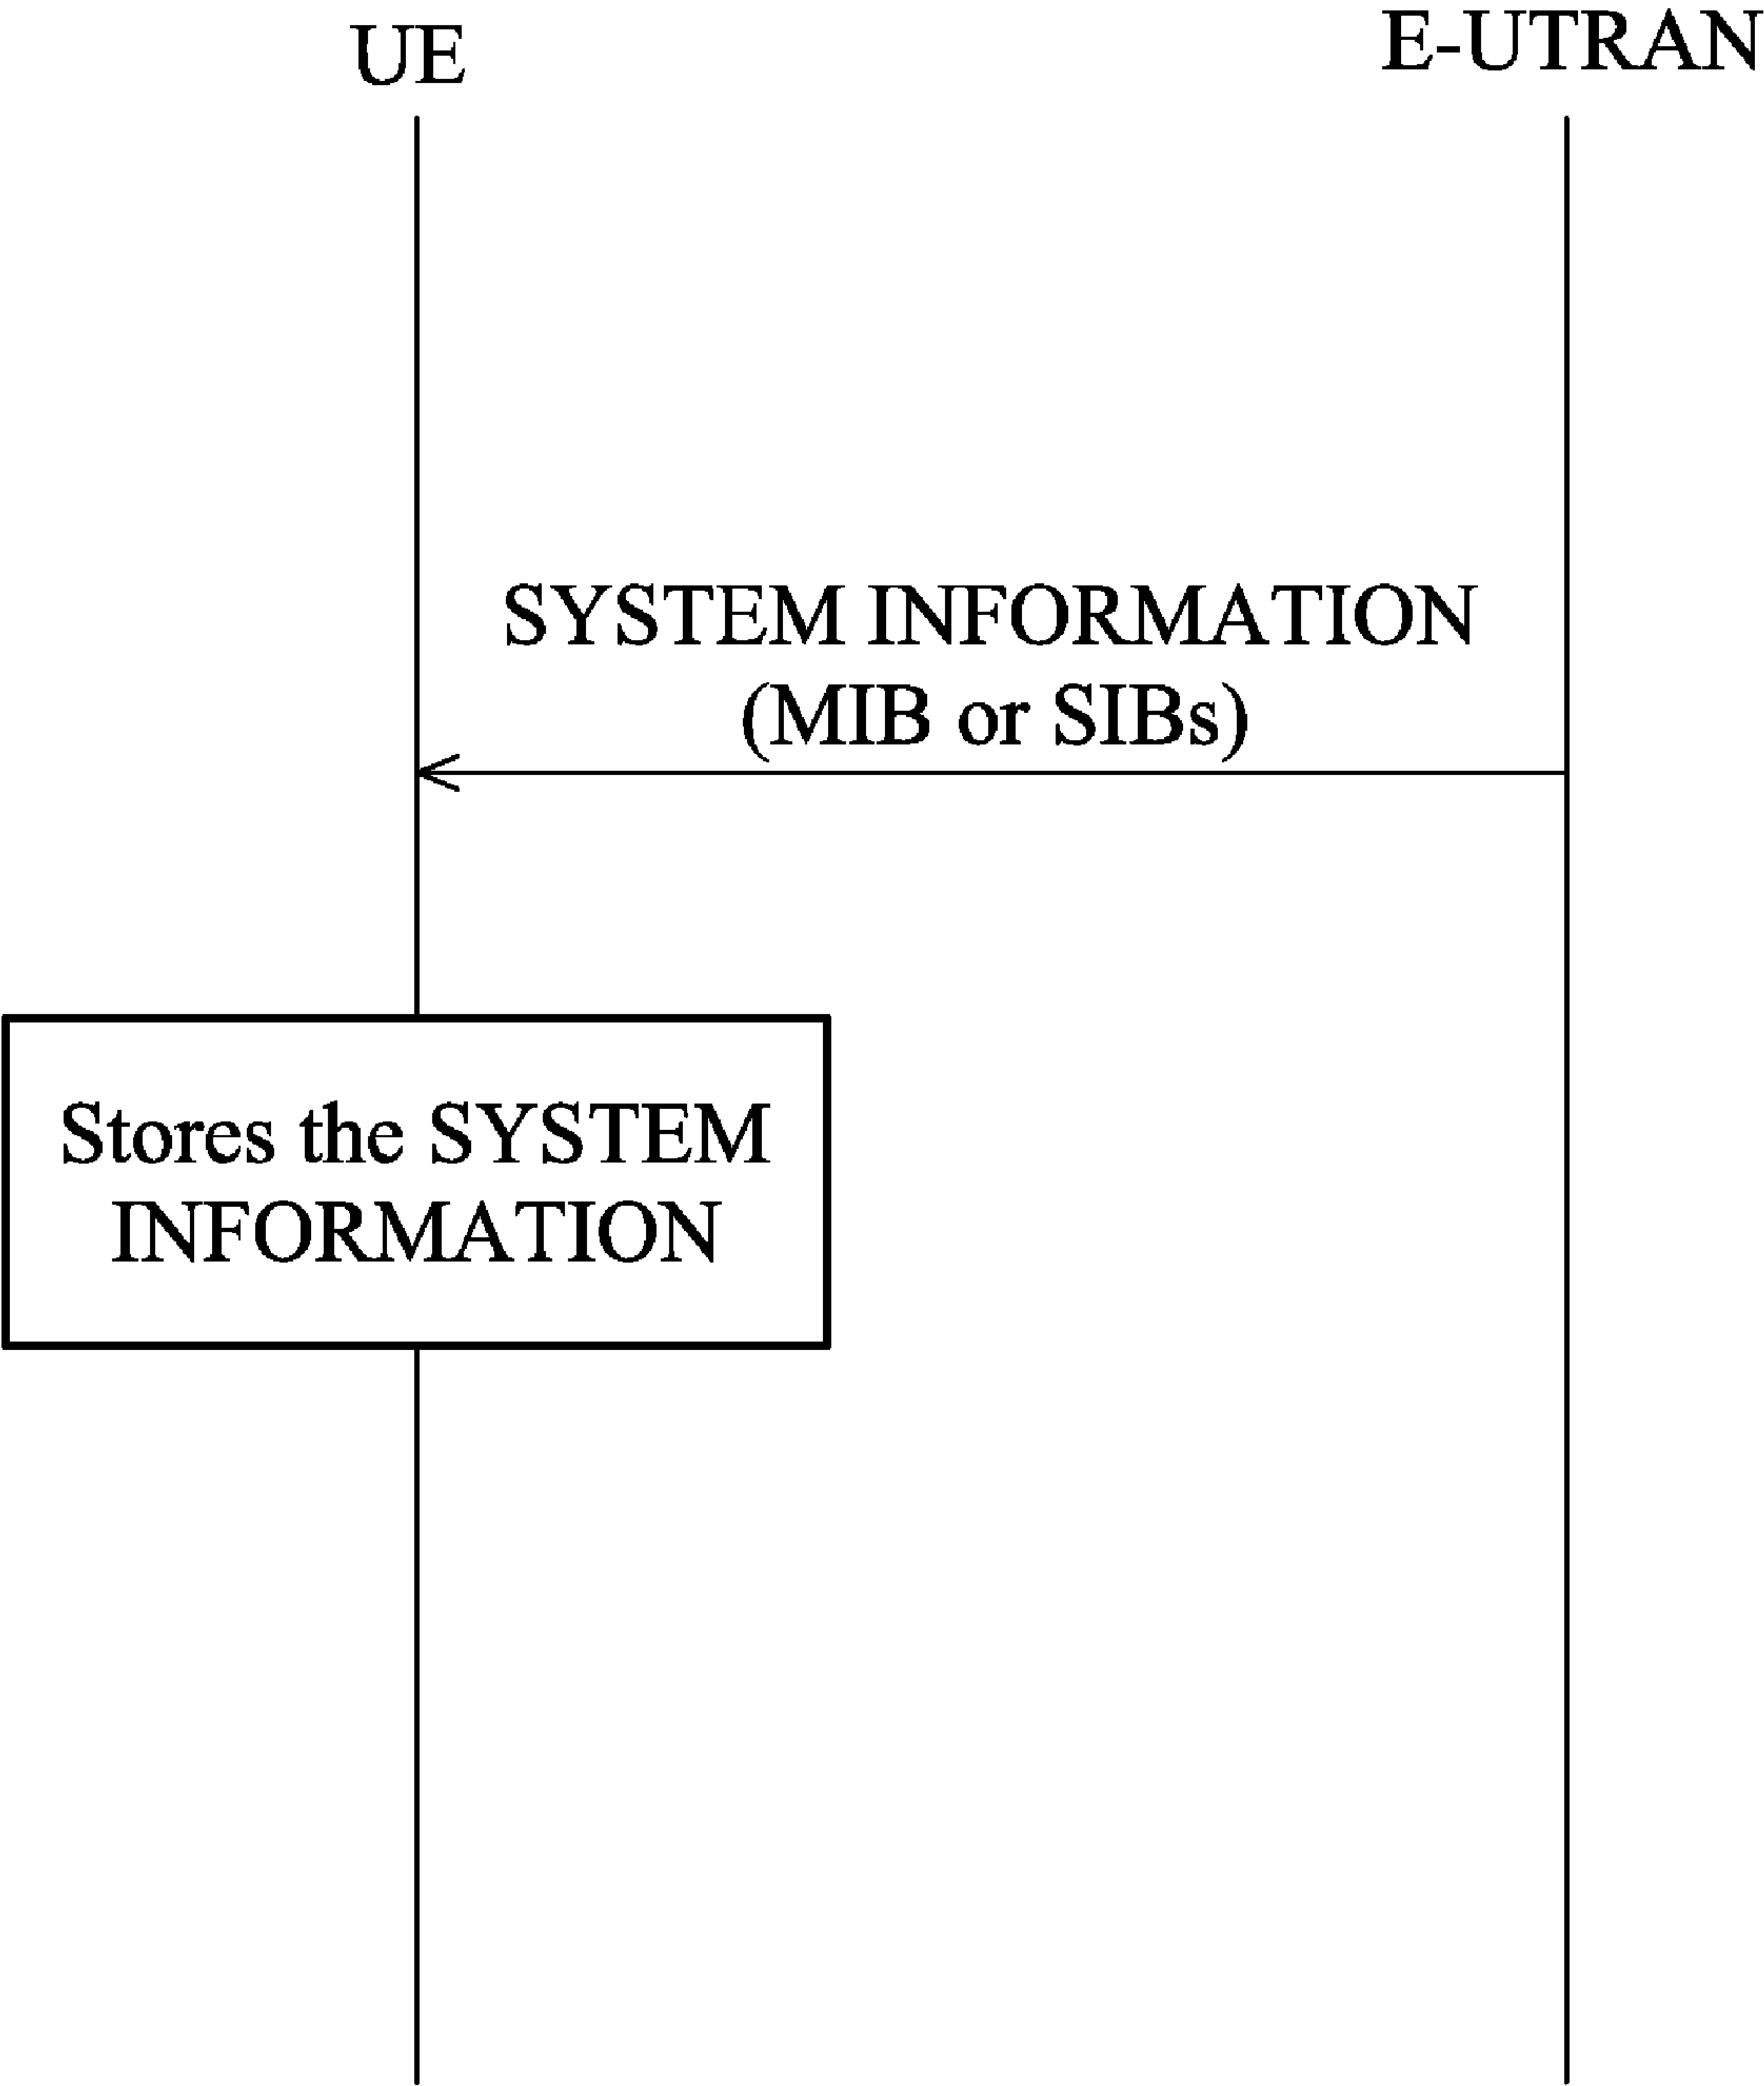 UE
E-UTRAN
SYSTEM INFORMATION
(MIB or SIBs)
Stores the SYSTEM
INFORMATION